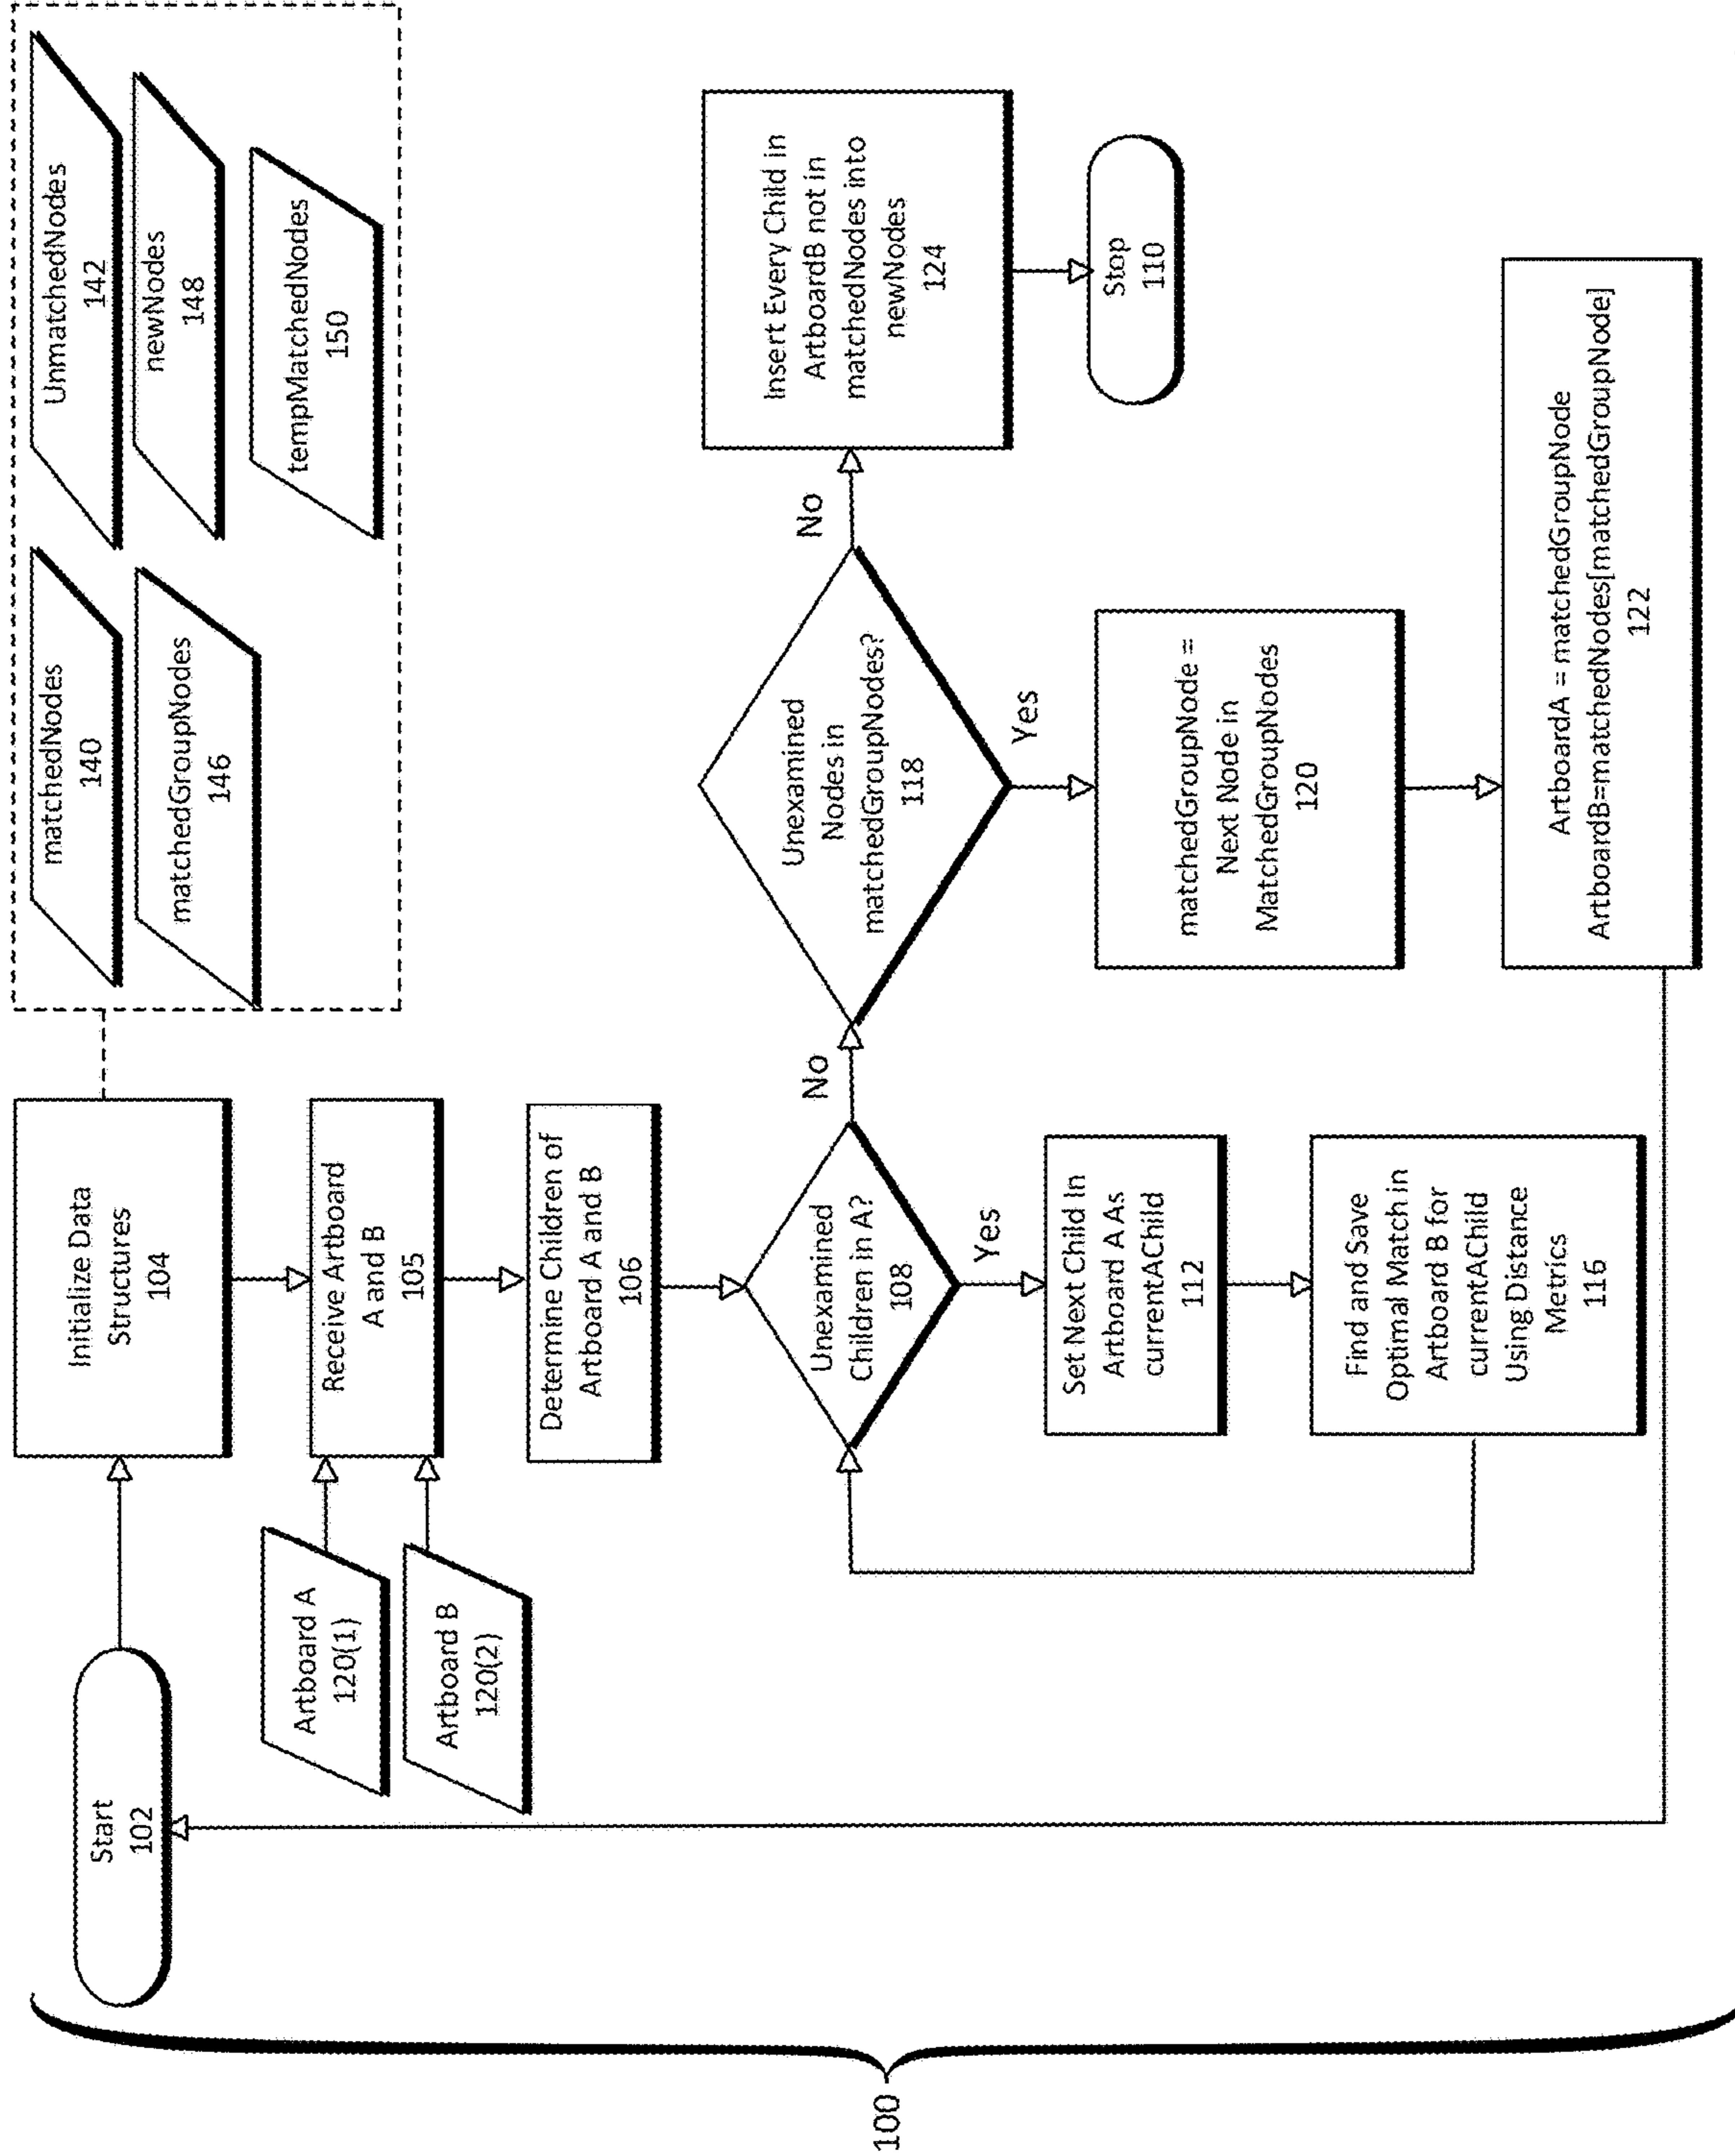 100
Start
102
Initialize Data
Structures
104
matchedNodes
140
UnmatchedNodes
142
matchedGroupNodes
146
newNodes
148
tempMatchedNodes
150
Artboard A
120(1)
Artboard B
120(2)
Receive Artboard
A and B
105
Determine Children of
Artboard A and B
106
Unexamined
Children in A?
108
No
Yes
Unexamined
Nodes in
matchedGroupNodes?
118
No
Yes
Insert Every Child in
ArtboardB not in
matchedNodes into
newNodes
124
Stop
110
Set Next Child In
Artboard A As
currentAChild
112
matchedGroupNode =
Next Node in
MatchedGroupNodes
120
Find and Save
Optimal Match in
Artboard B for
currentAChild
Using Distance
Metrics
116
ArtboardA = matchedGroupNode
ArtboardB=matchedNodes[matchedGroupNode]
122